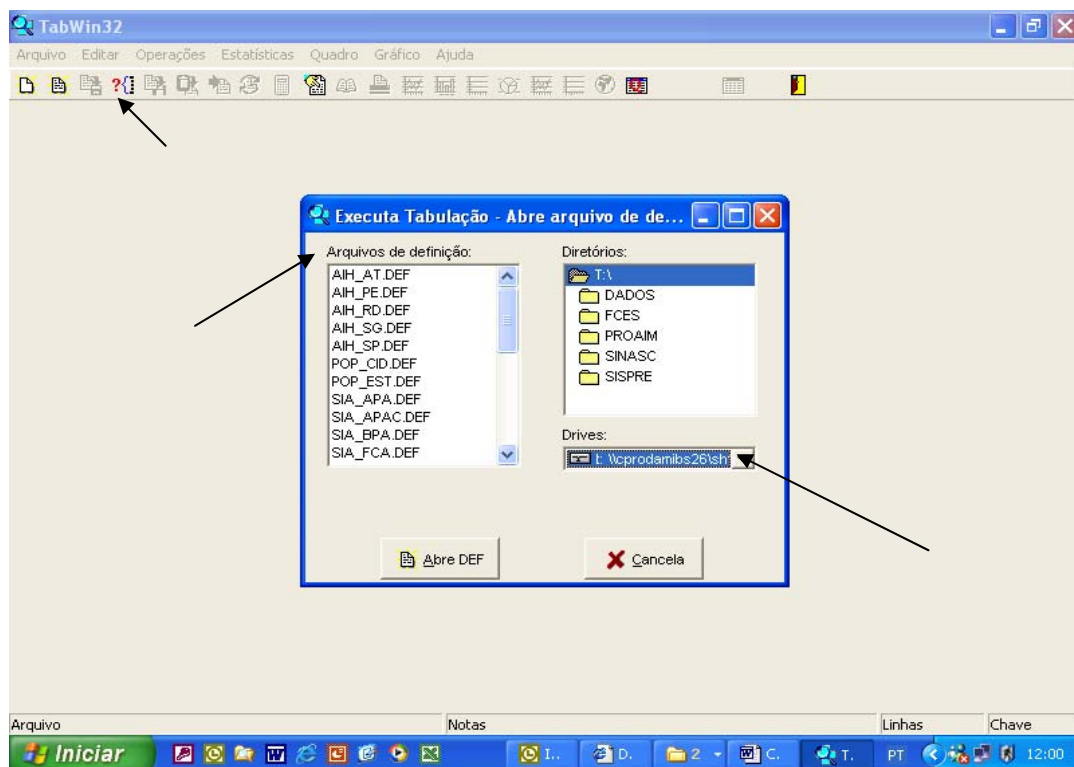 TabWin32
Arquivo Editar Operações Estatísticas Quadro Gráfico Ajuda
Executa Tabulação - Abre arquivo de de...
Arquivos de definição:
AIH_AT.DEF
AIH_PE.DEF
AIH_RD.DEF
AIH_SG.DEF
AIH_SP.DEF
POP_CID.DEF
POP_EST.DEF
SIA_APA.DEF
SIA_APAC.DEF
SIA_BPA.DEF
SIA_FCA.DEF
Diretórios:
T:\
DADOS
FCES
PROAIM
SINASC
SISPRE
Drives:
t: \\cprodamibs26\sh
Abre DEF
Cancela
Arquivo Notas Linhas Chave
Iniciar I.. D. 2 C. T. PT 12:00